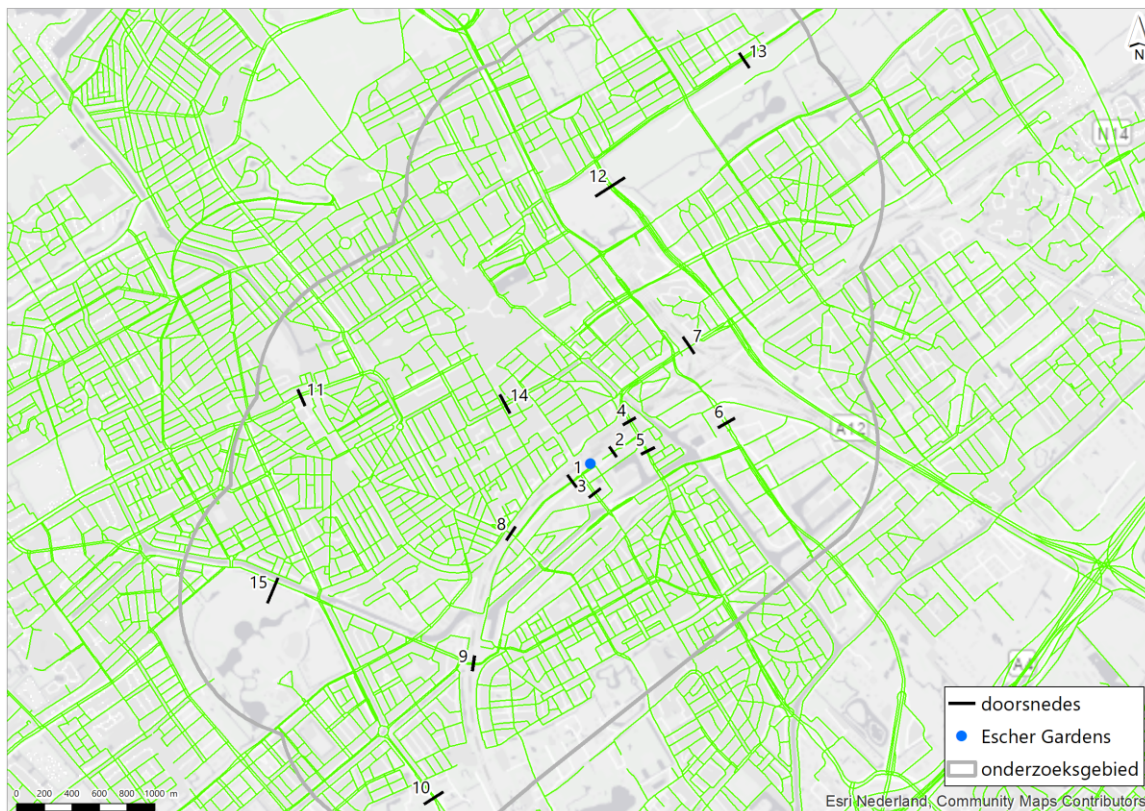 13
N
N14
12
7
11
14
4
6
A12
2
5
1
3
8
15
9
A4
doorsnedes
Escher Gardens
onderzoeksgebied
10
0 200 400 600 800 1000 m
Esri Nederland, Community Maps Contributors